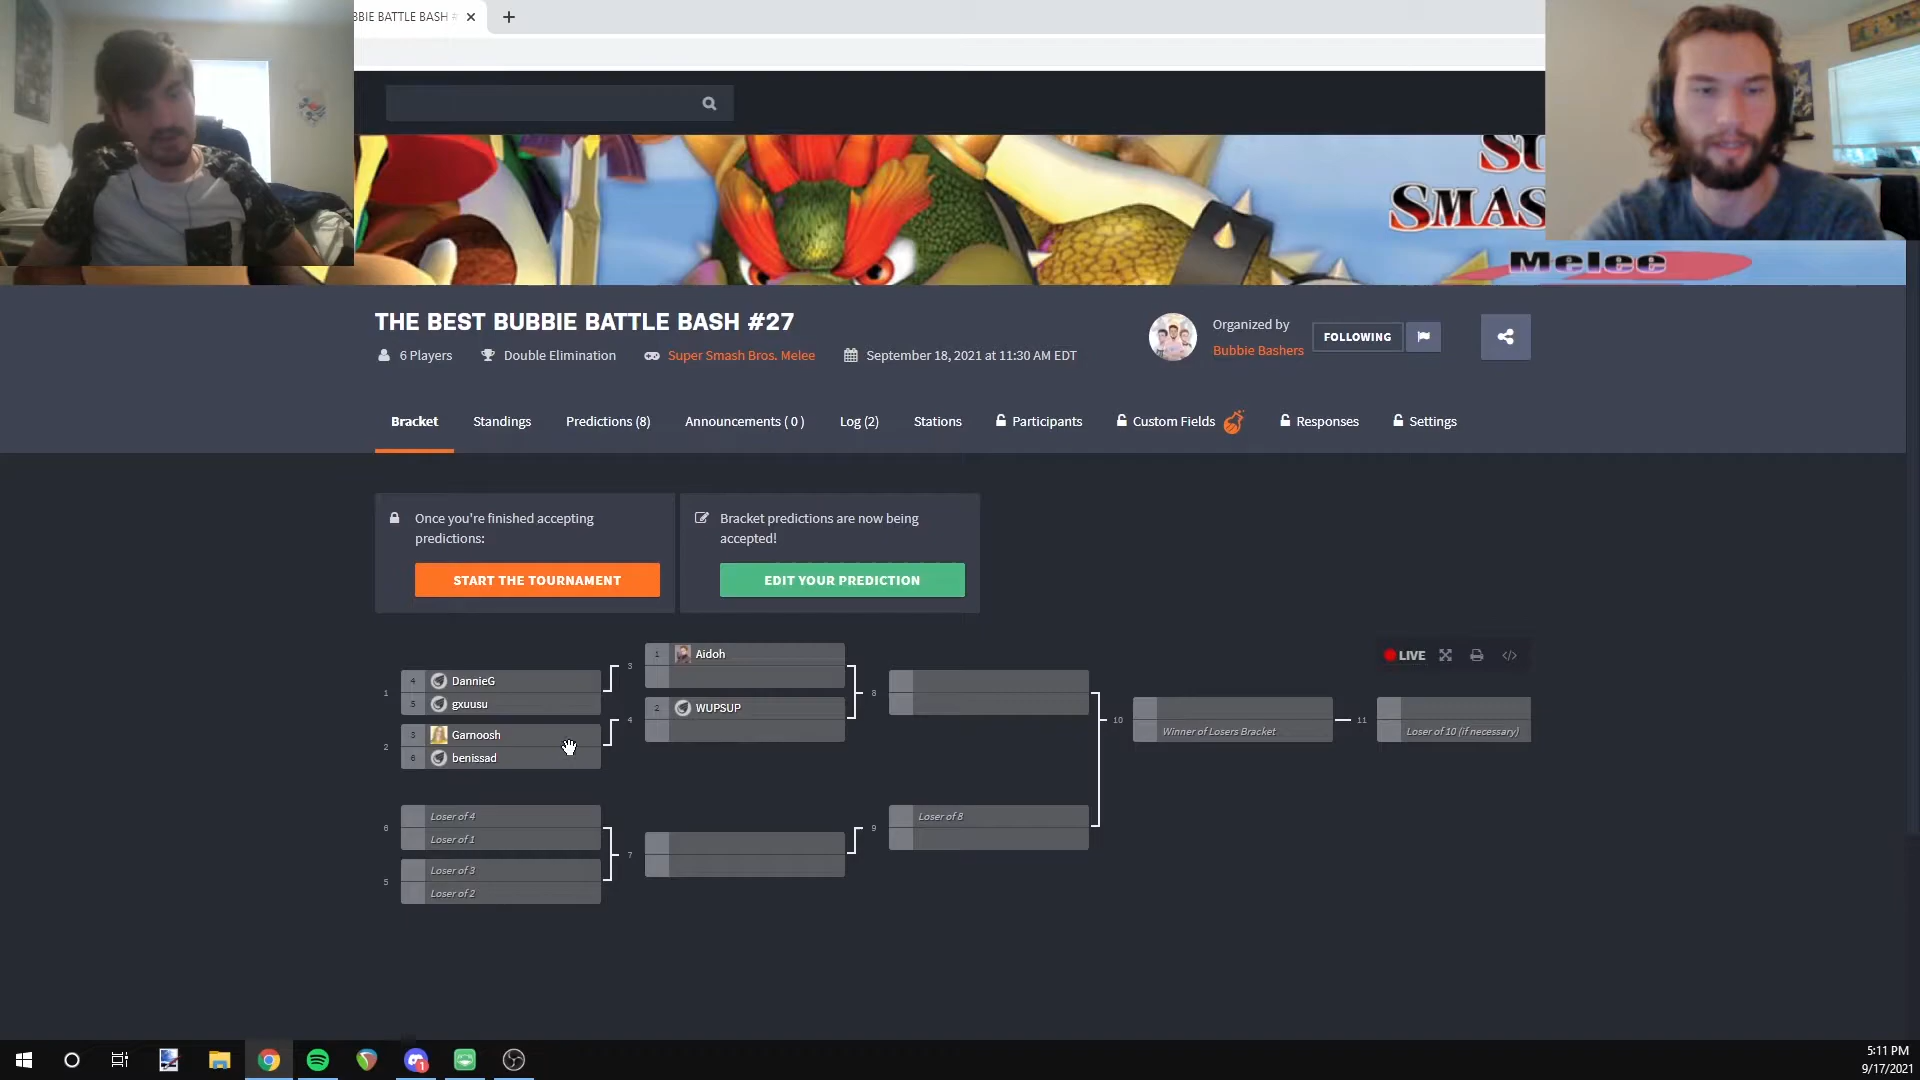 BBIE BATTLE BASH #
SMAS
Melee
THE BEST BUBBIE BATTLE BASH #27
6 Players
Double Elimination
Super Smash Bros. Melee
September 18, 2021 at 11:30 AM EDT
Organized by
Bubbie Bashers
FOLLOWING
Bracket
Standings
Predictions (8)
Announcements ( 0 )
Log (2)
Stations
Participants
Custom Fields
Responses
Settings
Once you're finished accepting
predictions:
START THE TOURNAMENT
Bracket predictions are now being
accepted!
EDIT YOUR PREDICTION
LIVE
1
4 DannieG
5 gxuusu
2
3 Garnoosh
6 benissad
3
1 Aidoh
4
2 WUPSUP
8
10
Winner of Losers Bracket
11
Loser of 10 (if necessary)
6
Loser of 4
Loser of 1
5
Loser of 3
Loser of 2
7
9
Loser of 8
1
5:11 PM
9/17/2021